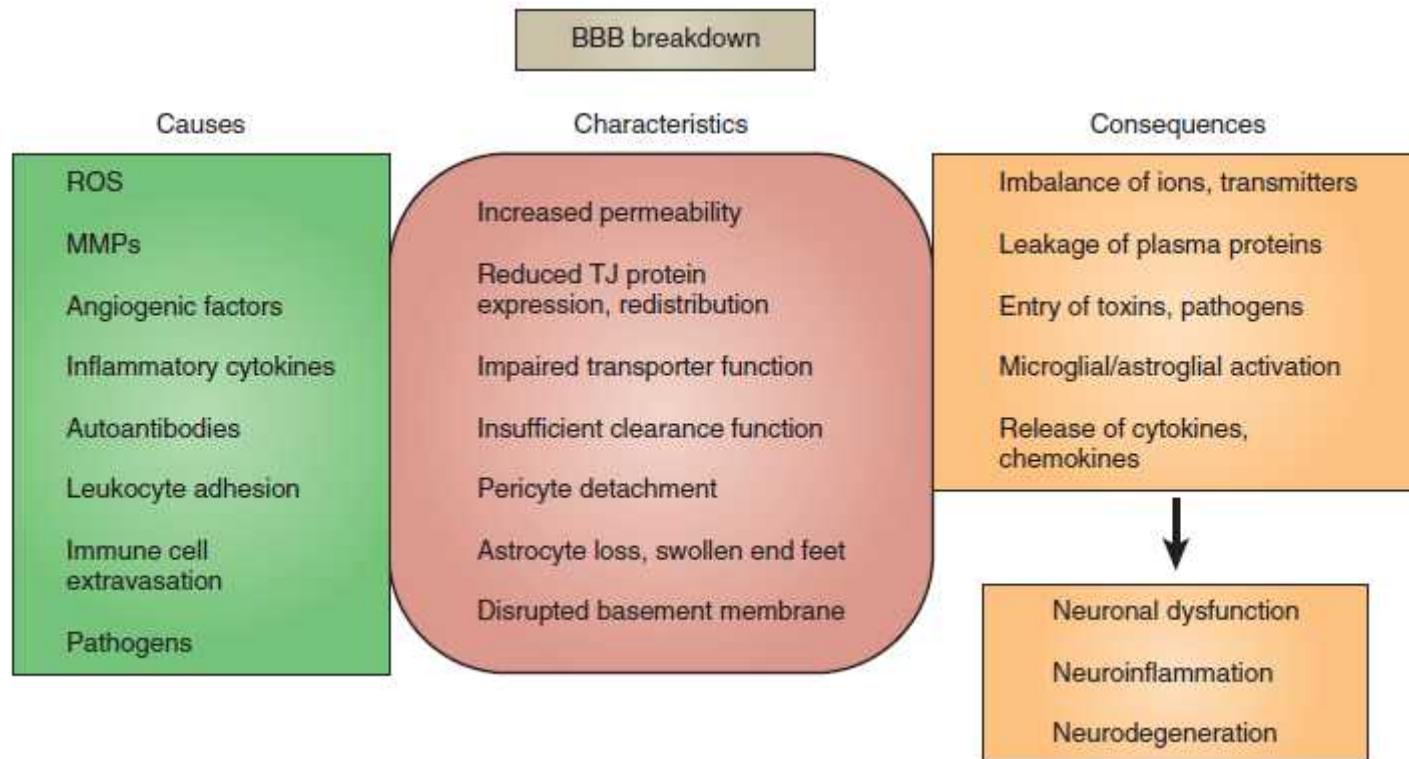 BBB breakdown
Causes
ROS
MMPs
Angiogenic factors
Inflammatory cytokines
Autoantibodies
Leukocyte adhesion
Immune cell
extravasation
Pathogens
Characteristics
Increased permeability
Reduced TJ protein
expression, redistribution
Impaired transporter function
Insufficient clearance function
Pericyte detachment
Astrocyte loss, swollen end feet
Disrupted basement membrane
Consequences
Imbalance of ions, transmitters
Leakage of plasma proteins
Entry of toxins, pathogens
Microglial/astroglial activation
Release of cytokines,
chemokines
Neuronal dysfunction
Neuroinflammation
Neurodegeneration